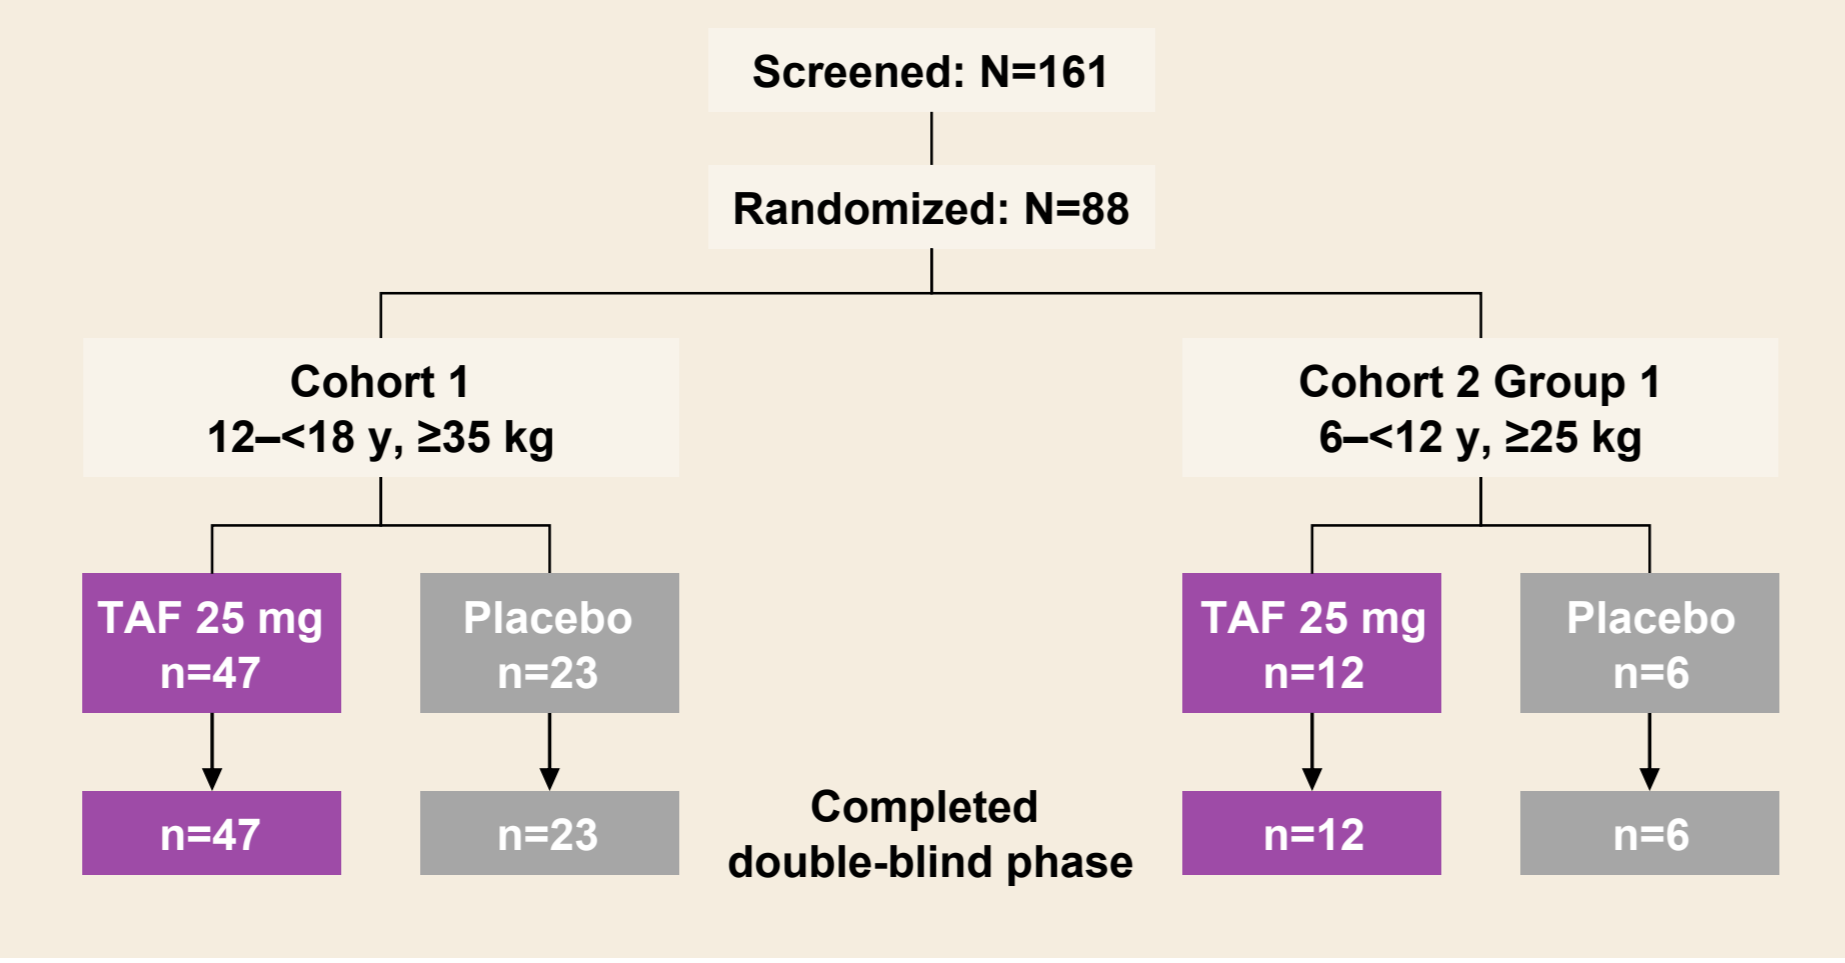 Screened: N=161
Randomized: N=88
Cohort 1
12–<18 y, ≥35 kg
Cohort 2 Group 1
6–<12 y, ≥25 kg
TAF 25 mg
n=47
Placebo
n=23
TAF 25 mg
n=12
Placebo
n=6
n=47
n=23
Completed
double-blind phase
n=12
n=6